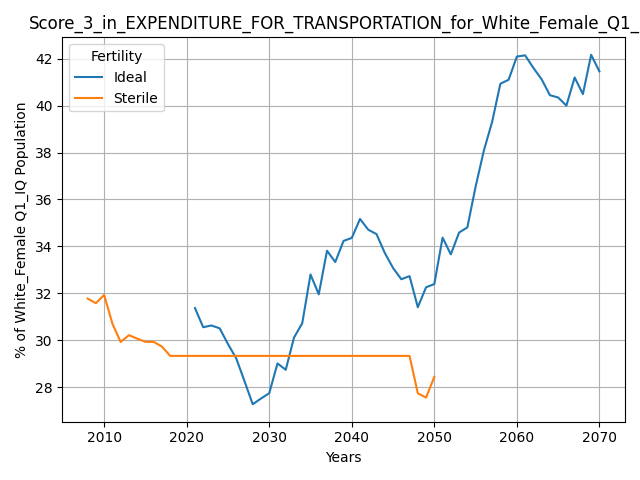 Score_3_in_EXPENDITURE_FOR_TRANSPORTATION_for_White_Female_Q1_
Fertility
Ideal
Sterile
% of White_Female Q1_IQ Population
42
40
38
36
34
32
30
28
2010 2020 2030 2040 2050 2060 2070
Years